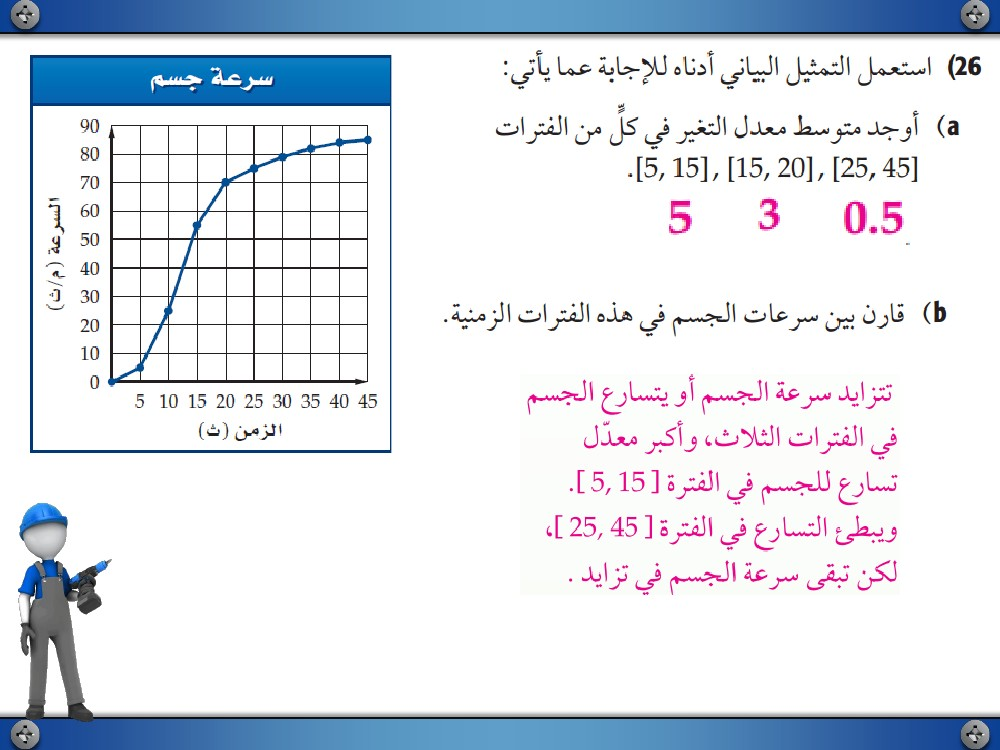 26) استعمل التمثيل البياني أدناه للإجابة عما يأتي:
a) أوجد متوسط معدل التغير في كلٍّ من الفترات
[5, 15] , [15, 20] , [25, 45].
5 3 0.5
b) قارن بين سرعات الجسم في هذه الفترات الزمنية.
تتزايد سرعة الجسم أو يتسارع الجسم
في الفترات الثلاث، وأكبر معدّل
تسارع للجسم في الفترة [5, 15].
ويبطئ التسارع في الفترة [25, 45]،
لكن تبقى سرعة الجسم في تزايد .
سرعة جسم
السرعة (م/ث)
90
80
70
60
50
40
30
20
10
0
5 10 15 20 25 30 35 40 45
الزمن (ث)